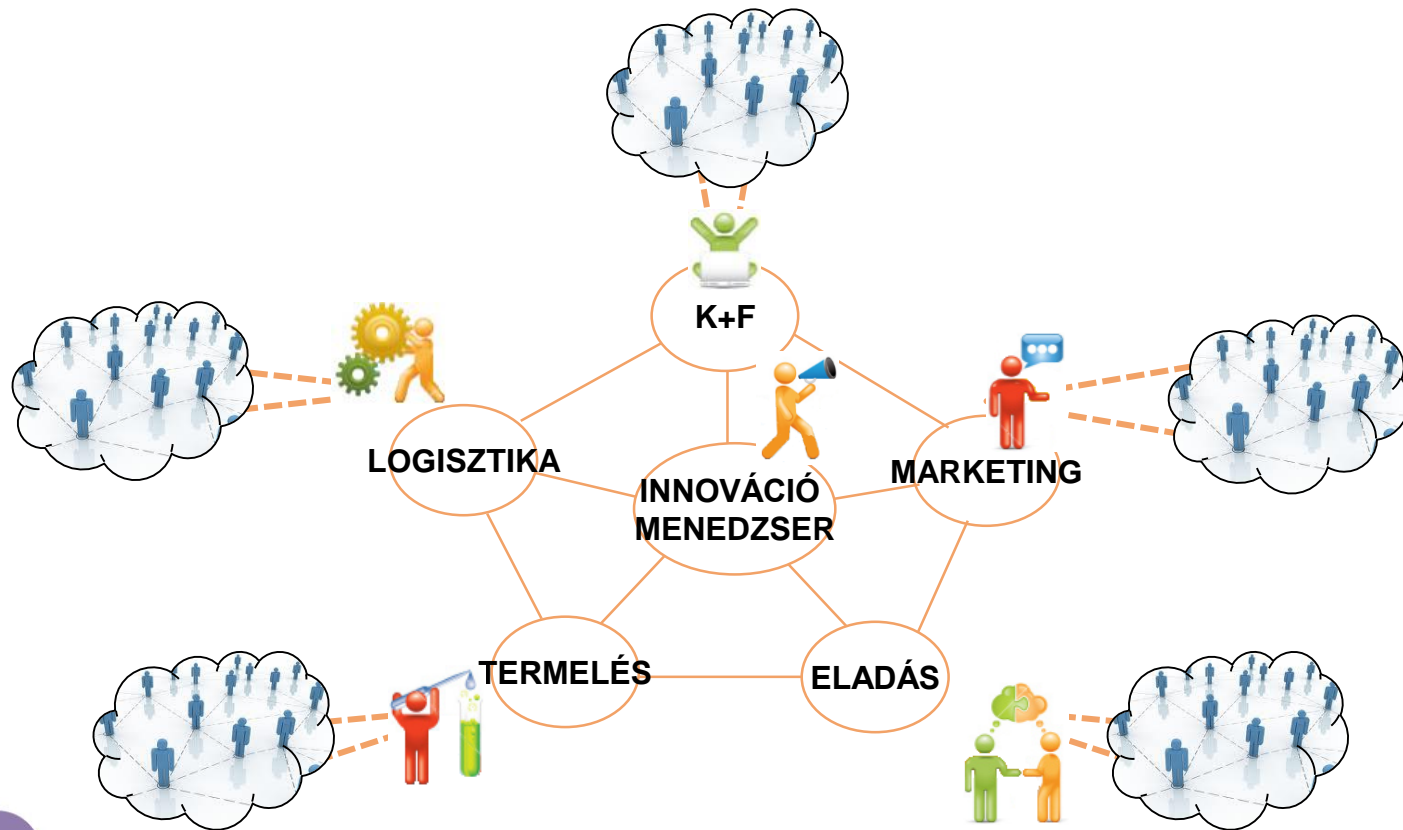 K+F
LOGISZTIKA
MARKETING
INNOVÁCIÓ
MENEDZSER
TERMELÉS
ELADÁS